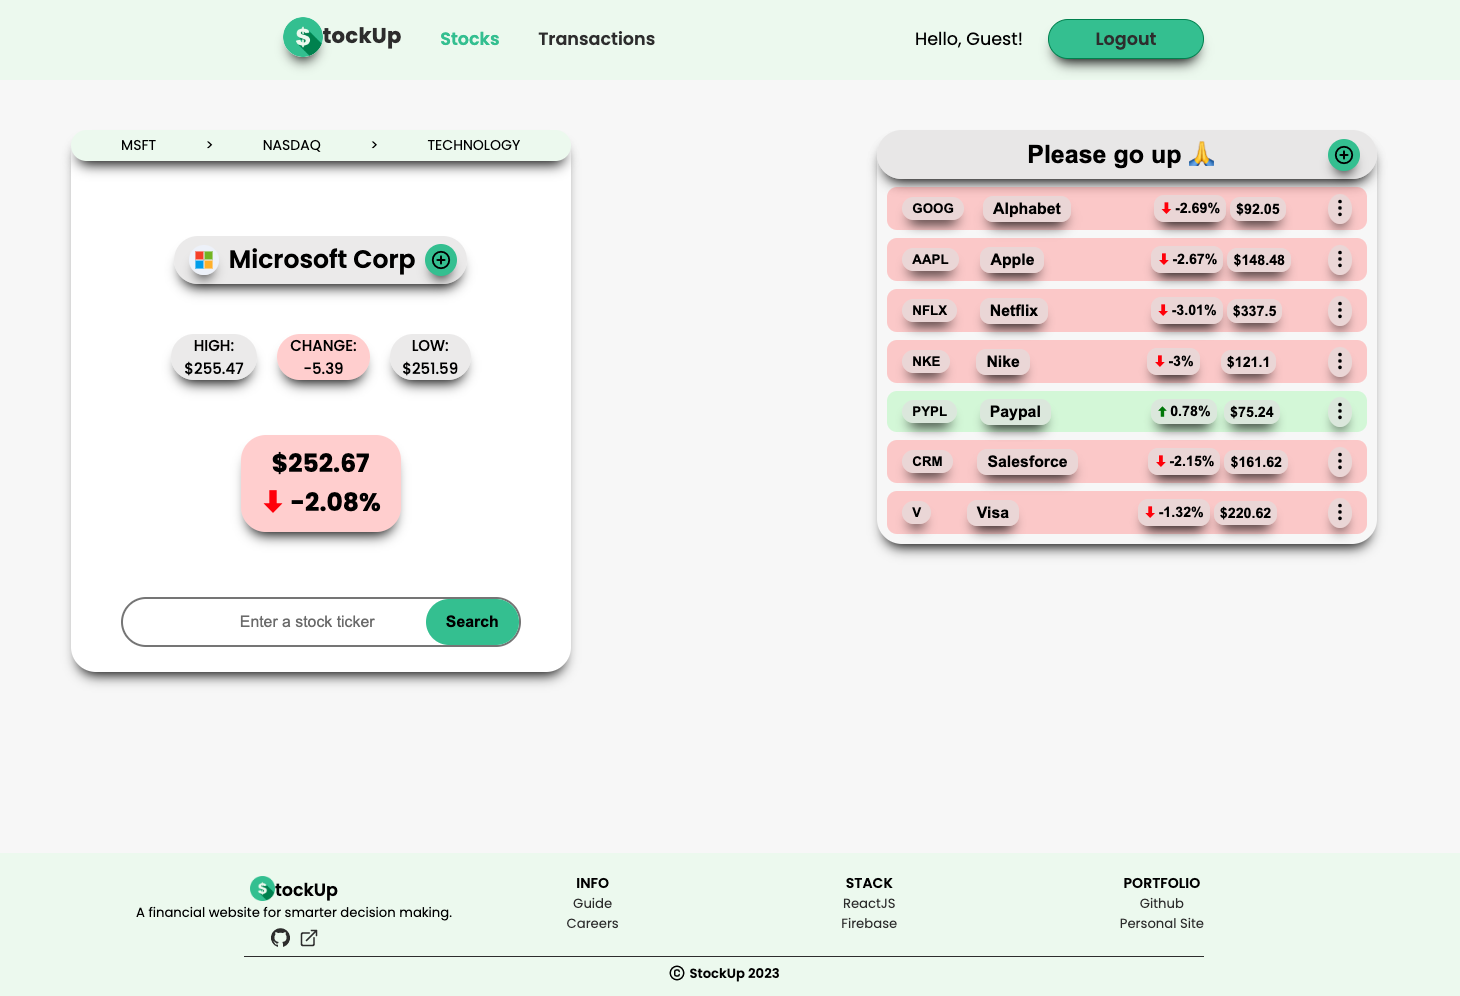 $tockUp Stocks Transactions Hello, Guest! Logout
MSFT > NASDAQ > TECHNOLOGY
Microsoft Corp
HIGH: CHANGE: LOW:
$255.47 -5.39 $251.59
$252.67
-2.08%
Enter a stock ticker Search
Please go up 🙏
GOOG Alphabet -2.69% $92.05
AAPL Apple -2.67% $148.48
NFLX Netflix -3.01% $337.5
NKE Nike -3% $121.1
PYPL Paypal 0.78% $75.24
CRM Salesforce -2.15% $161.62
V Visa -1.32% $220.62
$tockUp
A financial website for smarter decision making.
INFO
Guide
Careers
STACK
ReactJS
Firebase
PORTFOLIO
Github
Personal Site
© StockUp 2023